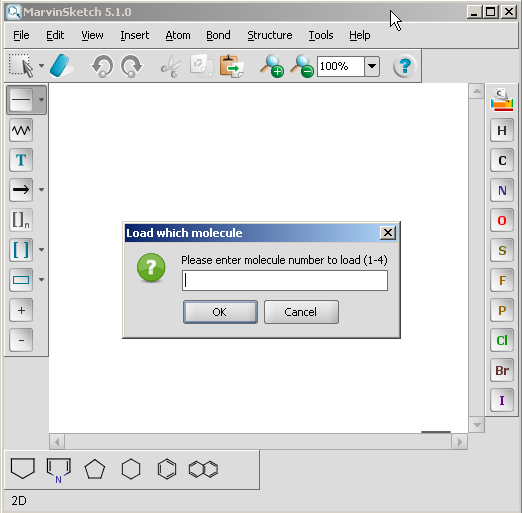 MarvinSketch 5.1.0
File Edit View Insert Atom Bond Structure Tools Help
100%
T
[ ]n
[ ]
+
-
C
H
C
N
O
S
F
P
Cl
Br
I
Load which molecule
Please enter molecule number to load (1-4)
OK Cancel
N
2D